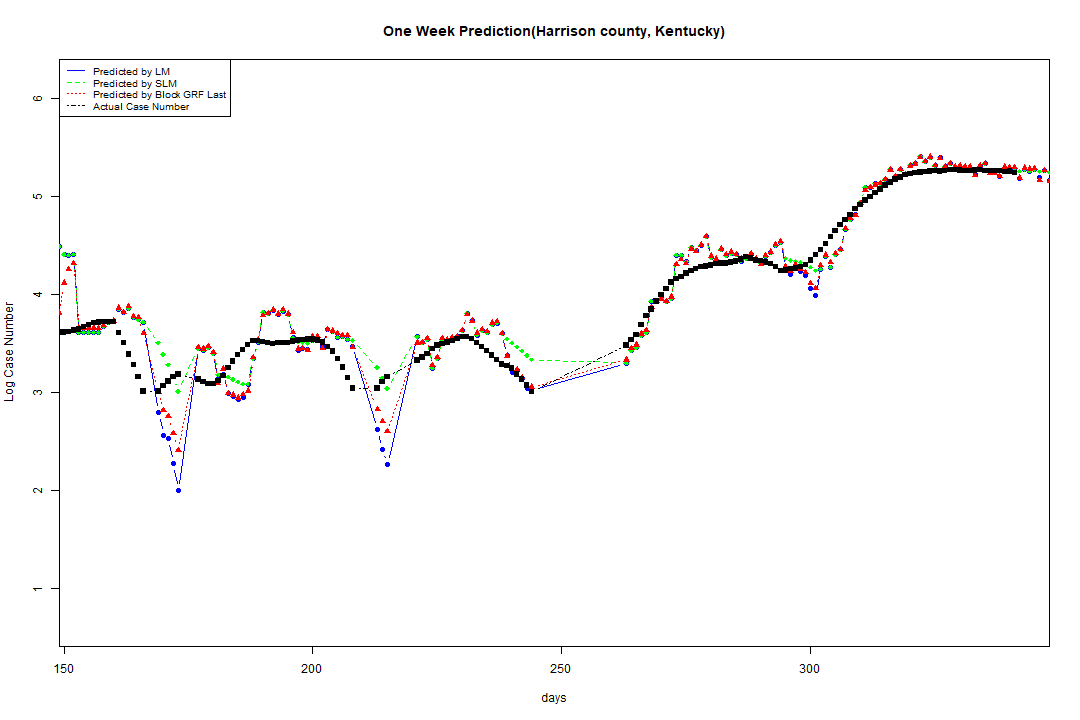 One Week Prediction(Harrison county, Kentucky)
Predicted by LM
Predicted by SLM
Predicted by Block GRF Last
Actual Case Number
Log Case Number
6
5
4
3
2
1
150 200 250 300
days